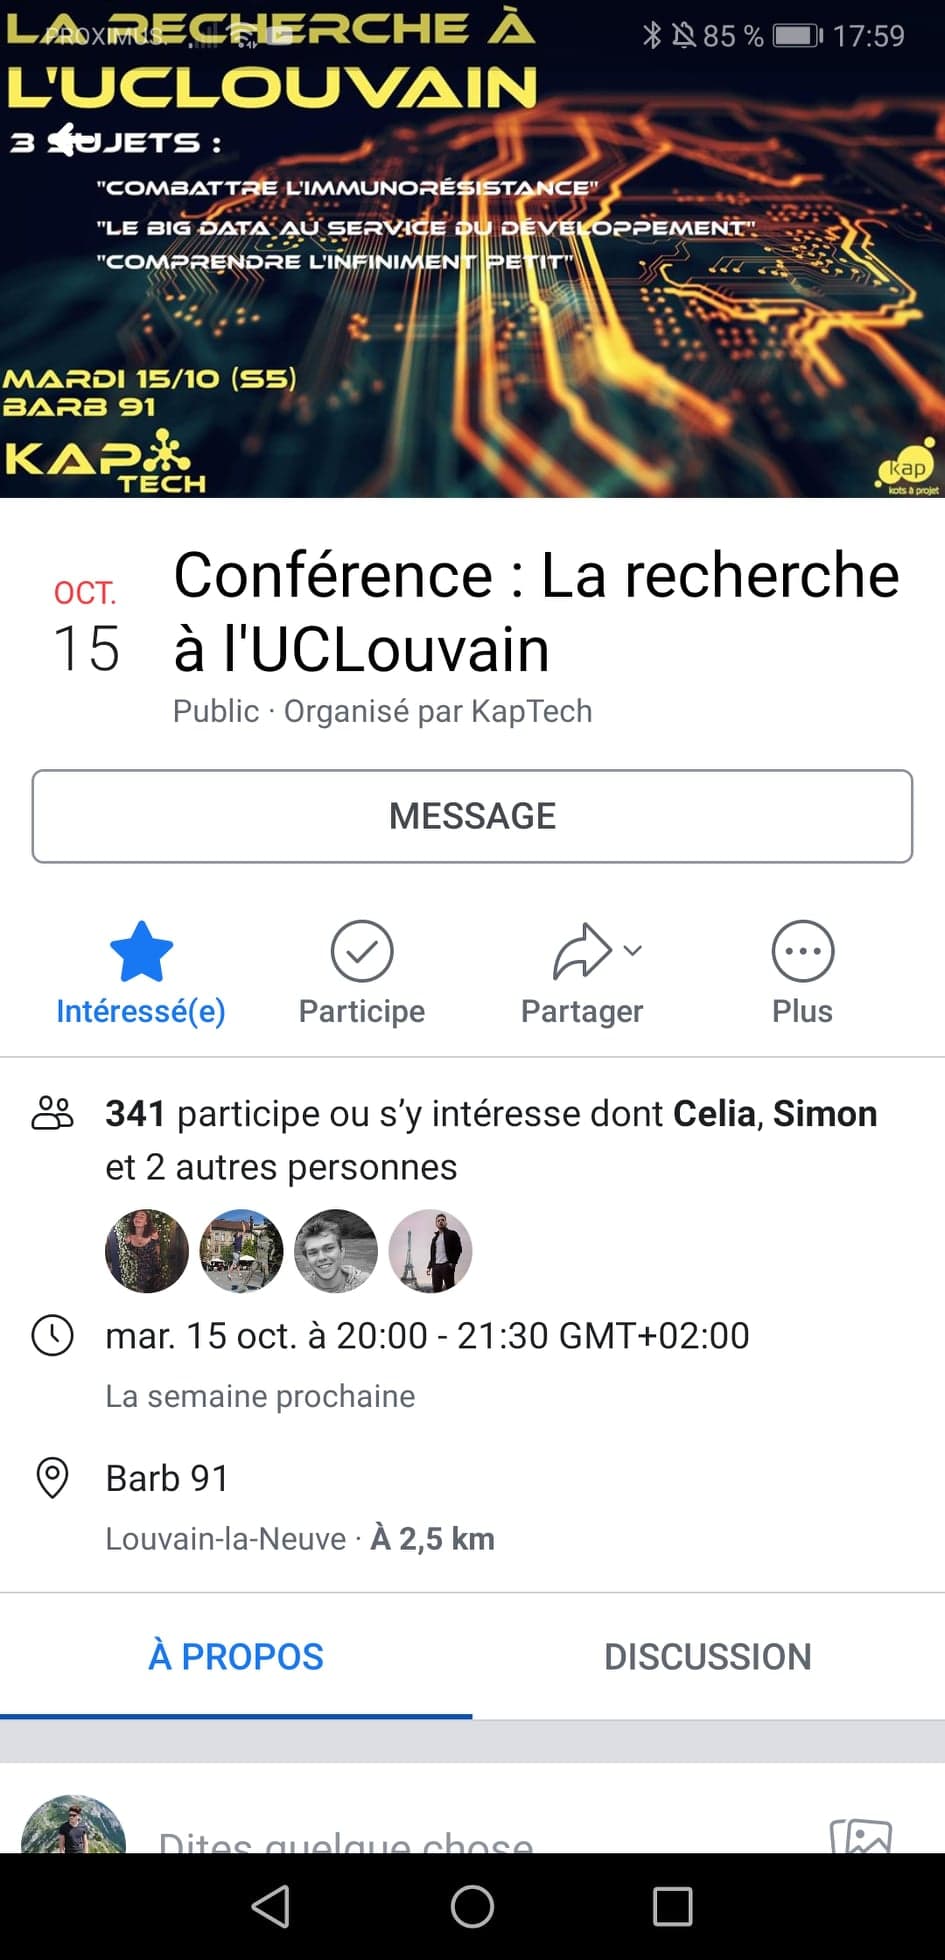 LA RECHERCHE À
PROXIMUS.
85 %
17:59
L'UCLOUVAIN
3 SUJETS :
"COMBATTRE L'IMMUNORÉSISTANCE"
"LE BIG DATA AU SERVICE DU DÉVELOPPEMENT"
"COMPRENDRE L'INFINIMENT PETIT"
MARDI 15/10 (S5)
BARB 91
KAP
TECH
kap
kots à projet
OCT.
15
Conférence : La recherche
à l'UCLouvain
Public · Organisé par KapTech
MESSAGE
Intéressé(e)
Participe
Partager
Plus
341 participe ou s’y intéresse dont Celia, Simon
et 2 autres personnes
mar. 15 oct. à 20:00 - 21:30 GMT+02:00
La semaine prochaine
Barb 91
Louvain-la-Neuve · À 2,5 km
À PROPOS
DISCUSSION
Dites quelque chose